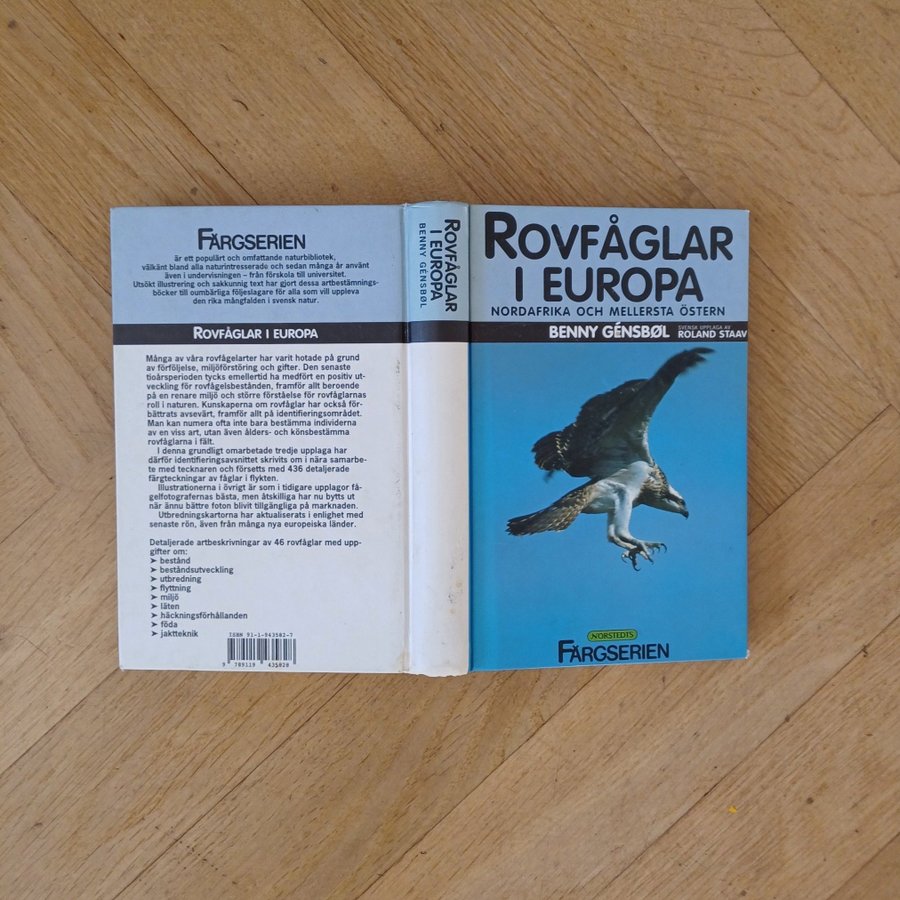 FÄRGSERIEN
är ett populärt och omfattande naturbibliotek,
välkänt bland alla naturintresserade och sedan många år använt
även i undervisningen – från förskola till universitet.
Utsökt illustrering och sakkunnig text har gjort dessa artbestämnings-
böcker till oumbärliga följeslagare för alla som vill uppleva
den rika mångfalden i svensk natur.
ROVFÅGLAR I EUROPA
Många av våra rovfågelarter har varit hotade på grund
av förföljelse, miljöförstöring och gifter. Den senaste
tioårsperioden tycks emellertid ha medfört en positiv ut-
veckling för rovfågelsbestånden, framför allt beroende
på en renare miljö och större förståelse för rovfåglarnas
roll i naturen. Kunskaperna om rovfåglar har också för-
bättrats avsevärt, framför allt på identifieringsområdet.
Man kan numera ofta inte bara bestämma individerna
av en viss art, utan även ålders- och könsbestämma
rovfåglarna i fält.
I denna grundligt omarbetade tredje upplaga har
därför identifieringsavsnittet skrivits om i nära samarbe-
te med tecknaren och försetts med 436 detaljerade
färgteckningar av fåglar i flykten.
Illustrationerna i övrigt är som i tidigare upplagor få-
gelfotografernas bästa, men åtskilliga har nu bytts ut
när ännu bättre foton blivit tillgängliga på marknaden.
Utbredningskartorna har aktualiserats i enlighet med
senaste rön, även från många nya europeiska länder.
Detaljerade artbeskrivningar av 46 rovfåglar med upp-
gifter om:
➤ bestånd
➤ beståndsutveckling
➤ utbredning
➤ flyttning
➤ miljö
➤ läten
➤ häckningsförhållanden
➤ föda
➤ jaktteknik
ISBN 91-1-943582-7
9 789119 435828
ROVFÅGLAR
I EUROPA
BENNY GÉNSBØL
ROVFÅGLAR
I EUROPA
NORDAFRIKA OCH MELLERSTA ÖSTERN
BENNY GÉNSBØL
SVENSK UPPLAGA AV
ROLAND STAAV
NORSTEDTS
FÄRGSERIEN